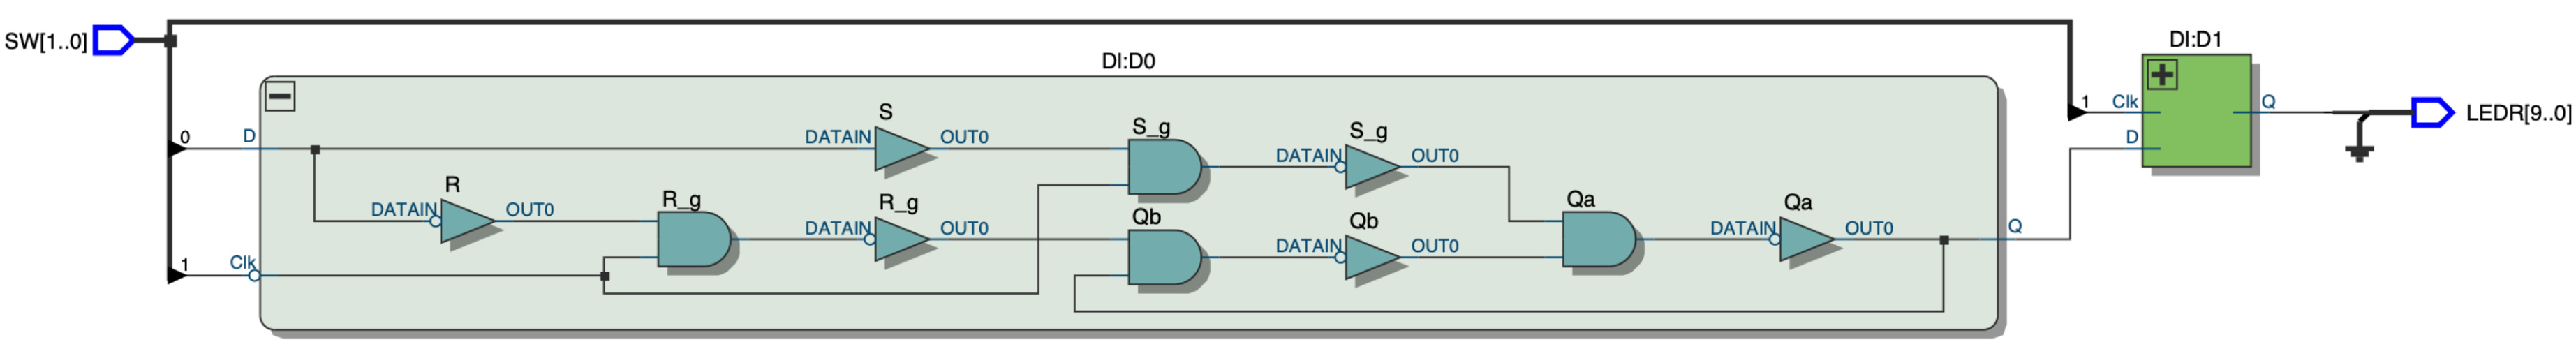 SW[1..0]
DI:D0
DI:D1
0
D
S
DATAIN
OUT0
S_g
S_g
DATAIN
OUT0
1
Clk
Q
LEDR[9..0]
D
R
DATAIN
OUT0
R_g
R_g
DATAIN
OUT0
Qb
Qb
DATAIN
OUT0
Qa
Qa
DATAIN
OUT0
Q
1
Clk